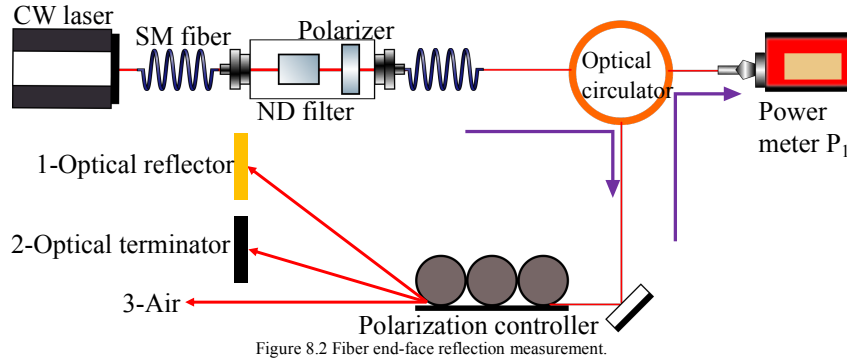 CW laser
SM fiber
Polarizer
ND filter
Optical
circulator
Power
meter P₁
1-Optical reflector
2-Optical terminator
3-Air
Polarization controller
Figure 8.2 Fiber end-face reflection measurement.